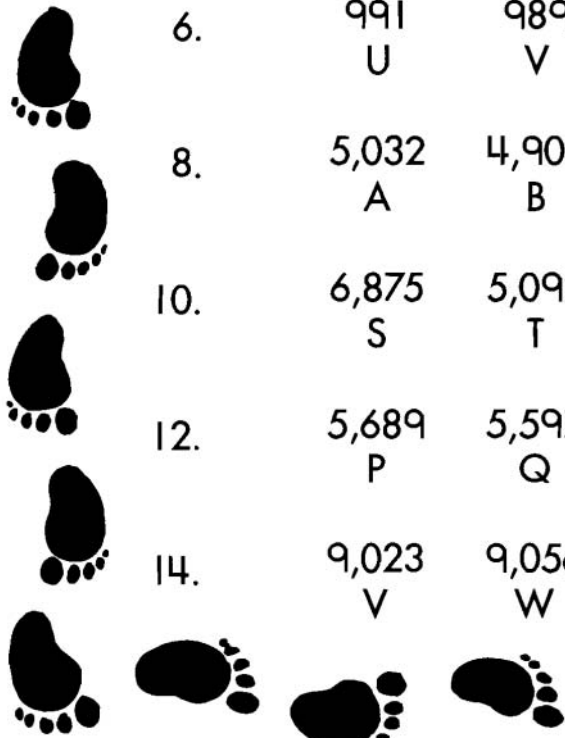 6. 991
U V
8. 5,032
A B
10. 6,875
S T
12. 5,689
P Q
14. 9,023
V W